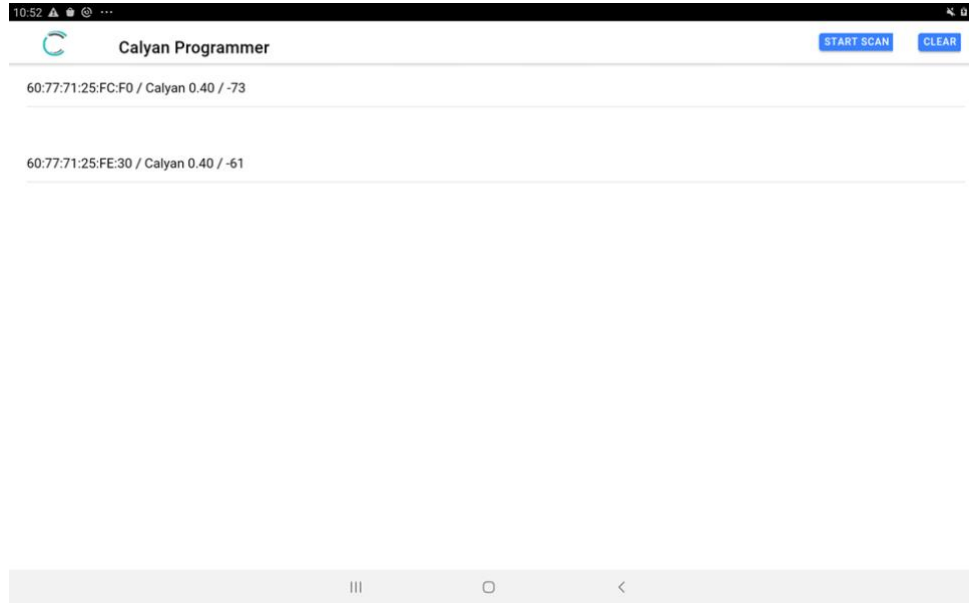 10:52
Calyan Programmer
START SCAN
CLEAR
60:77:71:25:FC:F0 / Calyan 0.40 / -73
60:77:71:25:FE:30 / Calyan 0.40 / -61